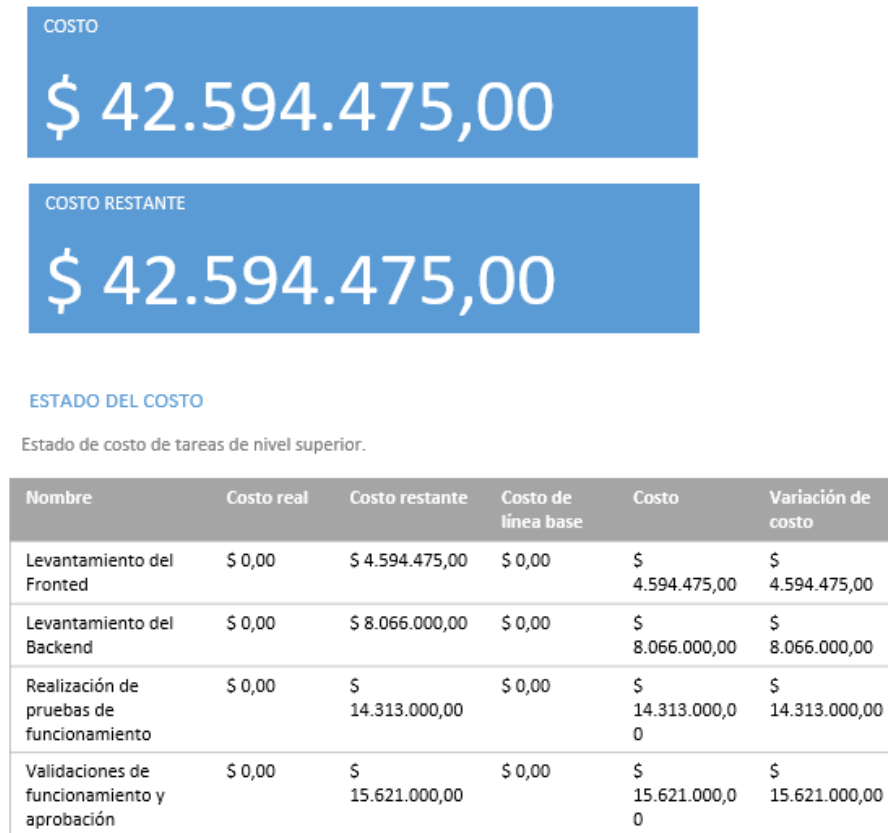 COSTO
$ 42.594.475,00
COSTO RESTANTE
$ 42.594.475,00
ESTADO DEL COSTO
Estado de costo de tareas de nivel superior.
Nombre Costo real Costo restante Costo de línea base Costo Variación de costo
Levantamiento del Fronted $ 0,00 $ 4.594.475,00 $ 0,00 $ 4.594.475,00 $ 4.594.475,00
Levantamiento del Backend $ 0,00 $ 8.066.000,00 $ 0,00 $ 8.066.000,00 $ 8.066.000,00
Realización de pruebas de funcionamiento $ 0,00 $ 14.313.000,00 $ 0,00 $ 14.313.000,00 $ 14.313.000,00
Validaciones de funcionamiento y aprobación $ 0,00 $ 15.621.000,00 $ 0,00 $ 15.621.000,00 $ 15.621.000,00